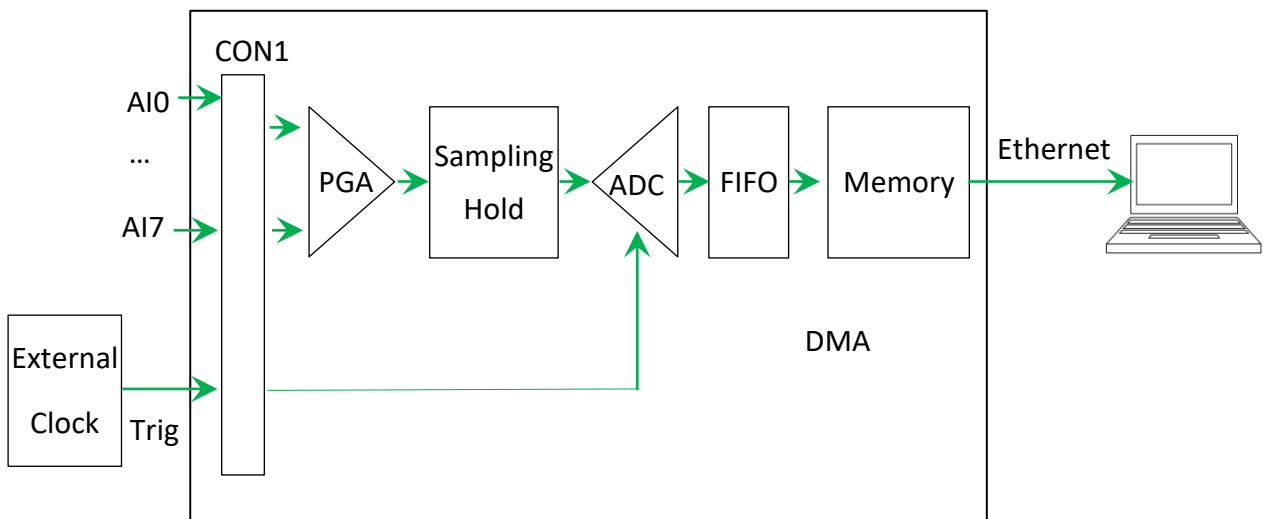 CON1
AI0
...
AI7
PGA
Sampling
Hold
ADC
FIFO
Memory
Ethernet
External
Clock
Trig
DMA